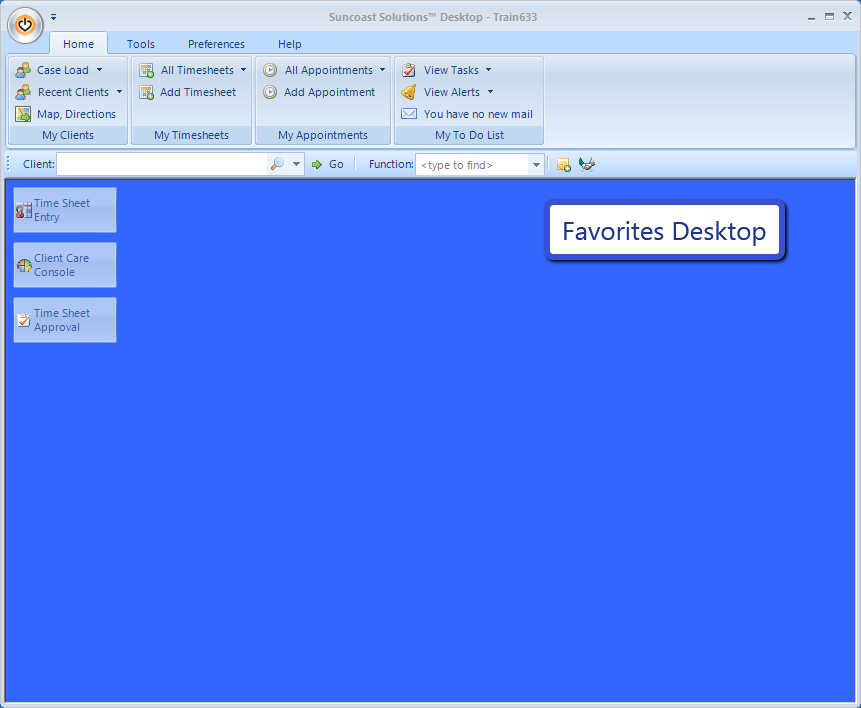 Suncoast Solutions™ Desktop - Train633
Home Tools Preferences Help
Case Load All Timesheets All Appointments View Tasks
Recent Clients Add Timesheet Add Appointment View Alerts
Map, Directions You have no new mail
My Clients My Timesheets My Appointments My To Do List
Client: Go Function: <type to find>
Time Sheet
Entry
Favorites Desktop
Client Care
Console
Time Sheet
Approval